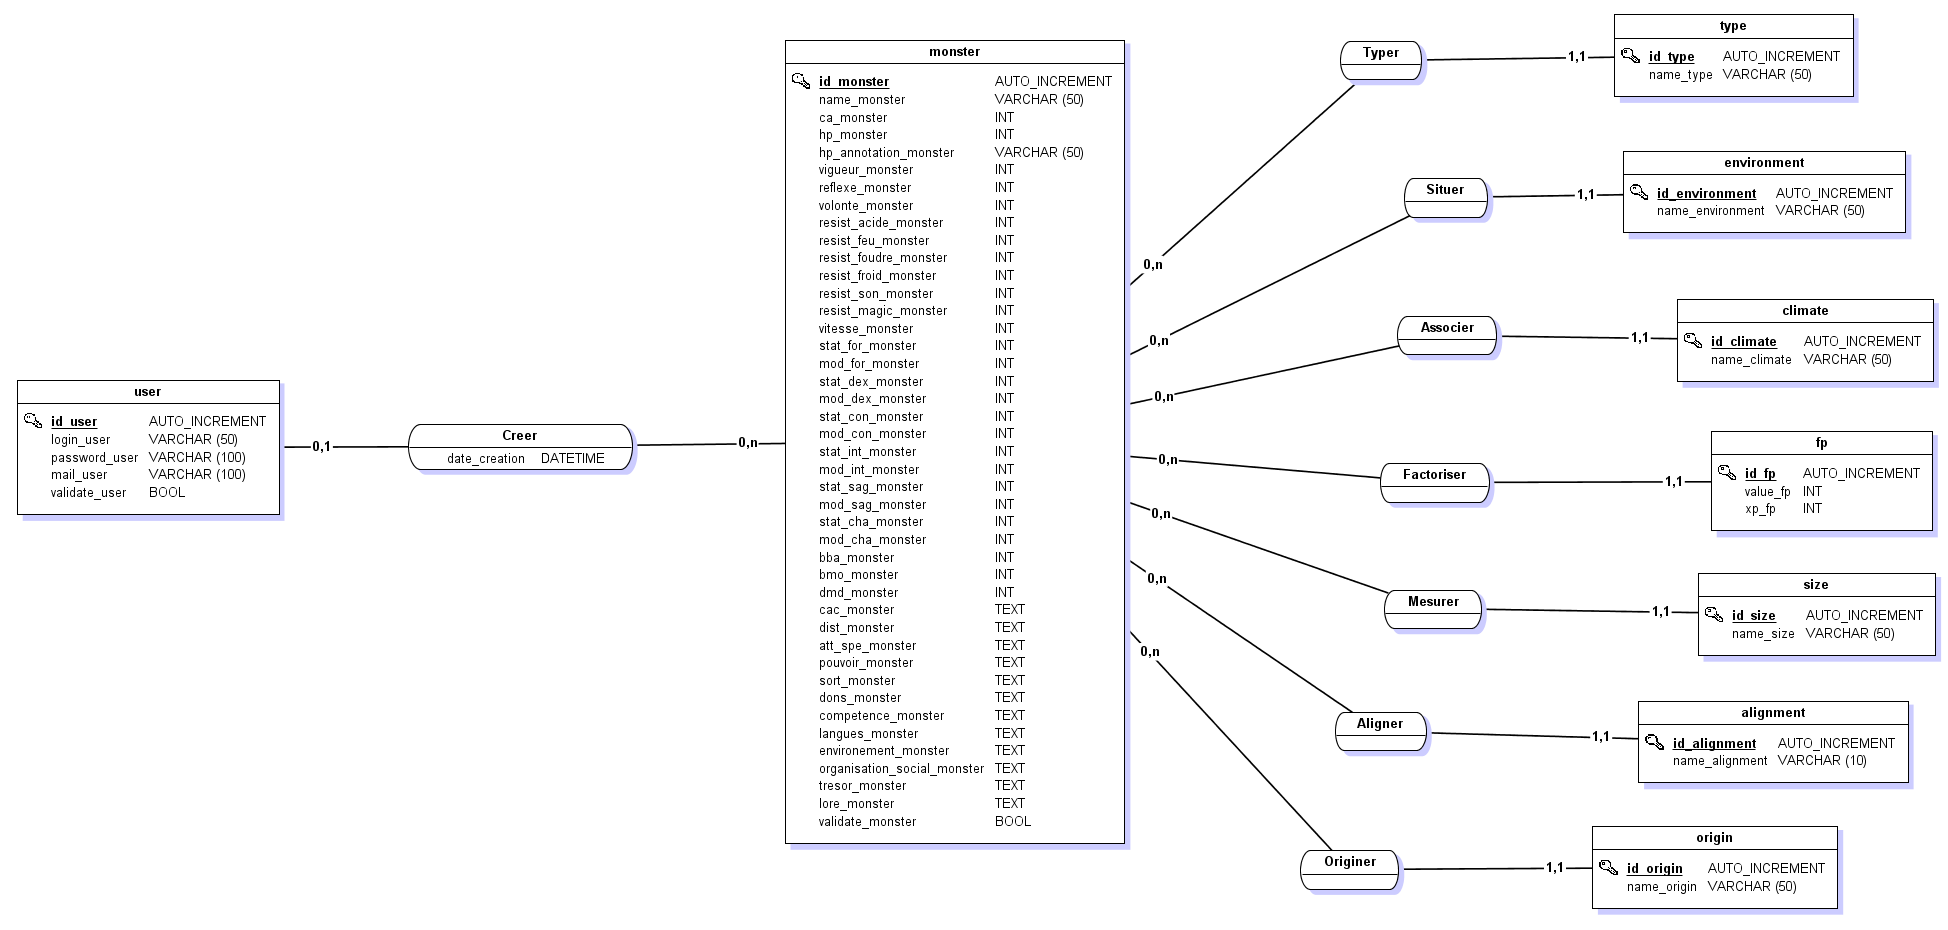 user
id_user AUTO_INCREMENT
login_user VARCHAR (50)
password_user VARCHAR (100)
mail_user VARCHAR (100)
validate_user BOOL
0,1
Creer
date_creation DATETIME
0,n
monster
id_monster AUTO_INCREMENT
name_monster VARCHAR (50)
ca_monster INT
hp_monster INT
hp_annotation_monster VARCHAR (50)
vigueur_monster INT
reflexe_monster INT
volonte_monster INT
resist_acide_monster INT
resist_feu_monster INT
resist_foudre_monster INT
resist_froid_monster INT
resist_son_monster INT
resist_magic_monster INT
vitesse_monster INT
stat_for_monster INT
mod_for_monster INT
stat_dex_monster INT
mod_dex_monster INT
stat_con_monster INT
mod_con_monster INT
stat_int_monster INT
mod_int_monster INT
stat_sag_monster INT
mod_sag_monster INT
stat_cha_monster INT
mod_cha_monster INT
bba_monster INT
bmo_monster INT
dmd_monster INT
cac_monster TEXT
dist_monster TEXT
att_spe_monster TEXT
pouvoir_monster TEXT
sort_monster TEXT
dons_monster TEXT
competence_monster TEXT
langues_monster TEXT
environement_monster TEXT
organisation_social_monster TEXT
tresor_monster TEXT
lore_monster TEXT
validate_monster BOOL
0,n
Typer
1,1
type
id_type AUTO_INCREMENT
name_type VARCHAR (50)
0,n
Situer
1,1
environment
id_environment AUTO_INCREMENT
name_environment VARCHAR (50)
0,n
Associer
1,1
climate
id_climate AUTO_INCREMENT
name_climate VARCHAR (50)
0,n
Factoriser
1,1
fp
id_fp AUTO_INCREMENT
value_fp INT
xp_fp INT
0,n
Mesurer
1,1
size
id_size AUTO_INCREMENT
name_size VARCHAR (50)
0,n
Aligner
1,1
alignment
id_alignment AUTO_INCREMENT
name_alignment VARCHAR (10)
0,n
Originer
1,1
origin
id_origin AUTO_INCREMENT
name_origin VARCHAR (50)